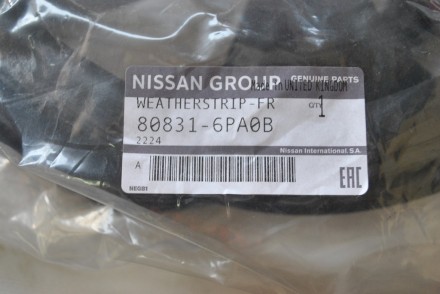 NISSAN GROUP GENUINE PARTS
MADE IN UNITED KINGDOM
WEATHERSTRIP-FR
QTY 1
80831-6PA0B
2224
Nissan International S.A.
A
EAC